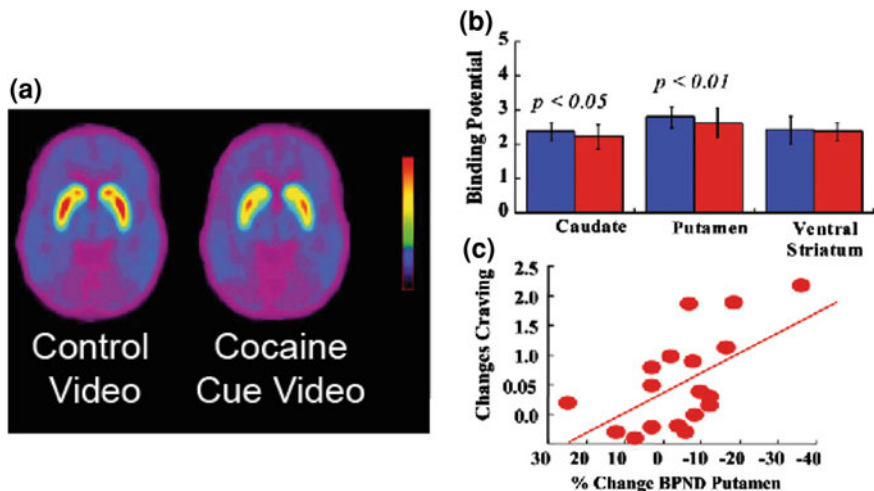 (a)
Control
Video
Cocaine
Cue Video
(b)
Binding Potential
5
4
3
2
1
0
p < 0.05
p < 0.01
Caudate
Putamen
Ventral
Striatum
(c)
Changes Craving
2.5
2.0
1.5
1.0
0.05
0.0
30 20 10 0 -10 -20 -30 -40
% Change BPND Putamen